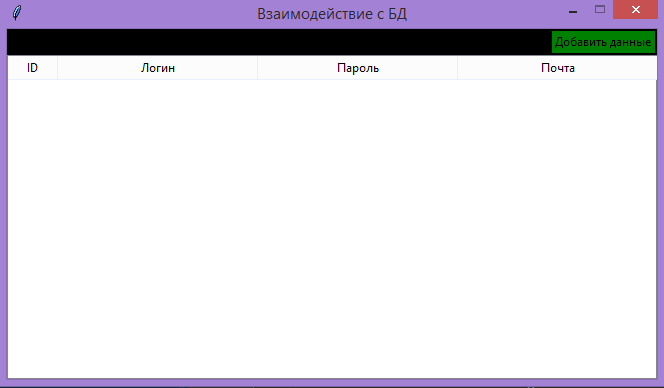 Взаимодействие с БД
Добавить данные
ID Логин Пароль Почта